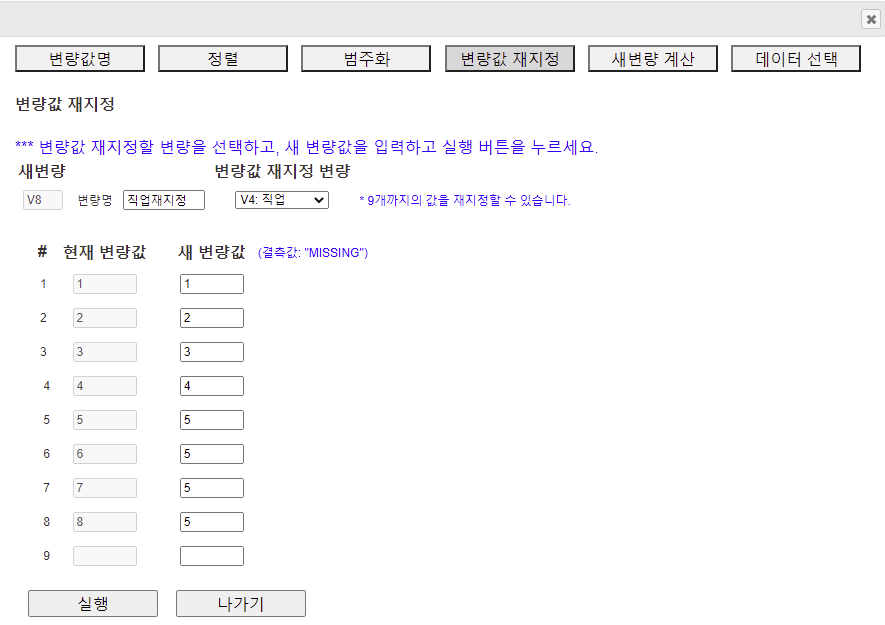 변량값명 정렬 범주화 변량값 재지정 새변량 계산 데이터 선택
변량값 재지정
*** 변량값 재지정할 변량을 선택하고, 새 변량값을 입력하고 실행 버튼을 누르세요.
새변량 변량값 재지정 변량
V8 변량명 직업재지정 V4: 직업 * 9개까지의 값을 재지정할 수 있습니다.
# 현재 변량값 새 변량값 (결측값: "MISSING")
1 1 1
2 2 2
3 3 3
4 4 4
5 5 5
6 6 5
7 7 5
8 8 5
9
실행 나가기